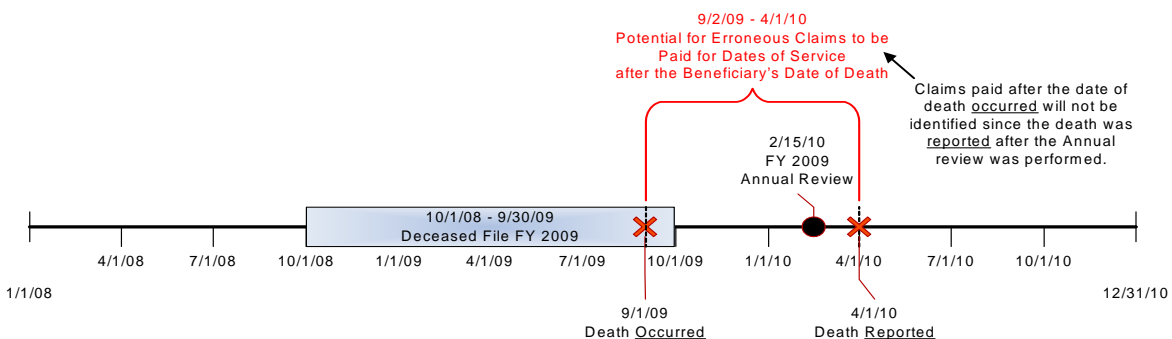 9/2/09 - 4/1/10
Potential for Erroneous Claims to be
Paid for Dates of Service
after the Beneficiary's Date of Death
Claims paid after the date of
death occurred will not be
identified since the death was
reported after the Annual
review was performed.
2/15/10
FY 2009
Annual Review
10/1/08 - 9/30/09
Deceased File FY 2009
4/1/08
7/1/08
10/1/08
1/1/09
4/1/09
7/1/09
10/1/09
1/1/10
4/1/10
7/1/10
10/1/10
1/1/08
12/31/10
9/1/09
Death Occurred
4/1/10
Death Reported